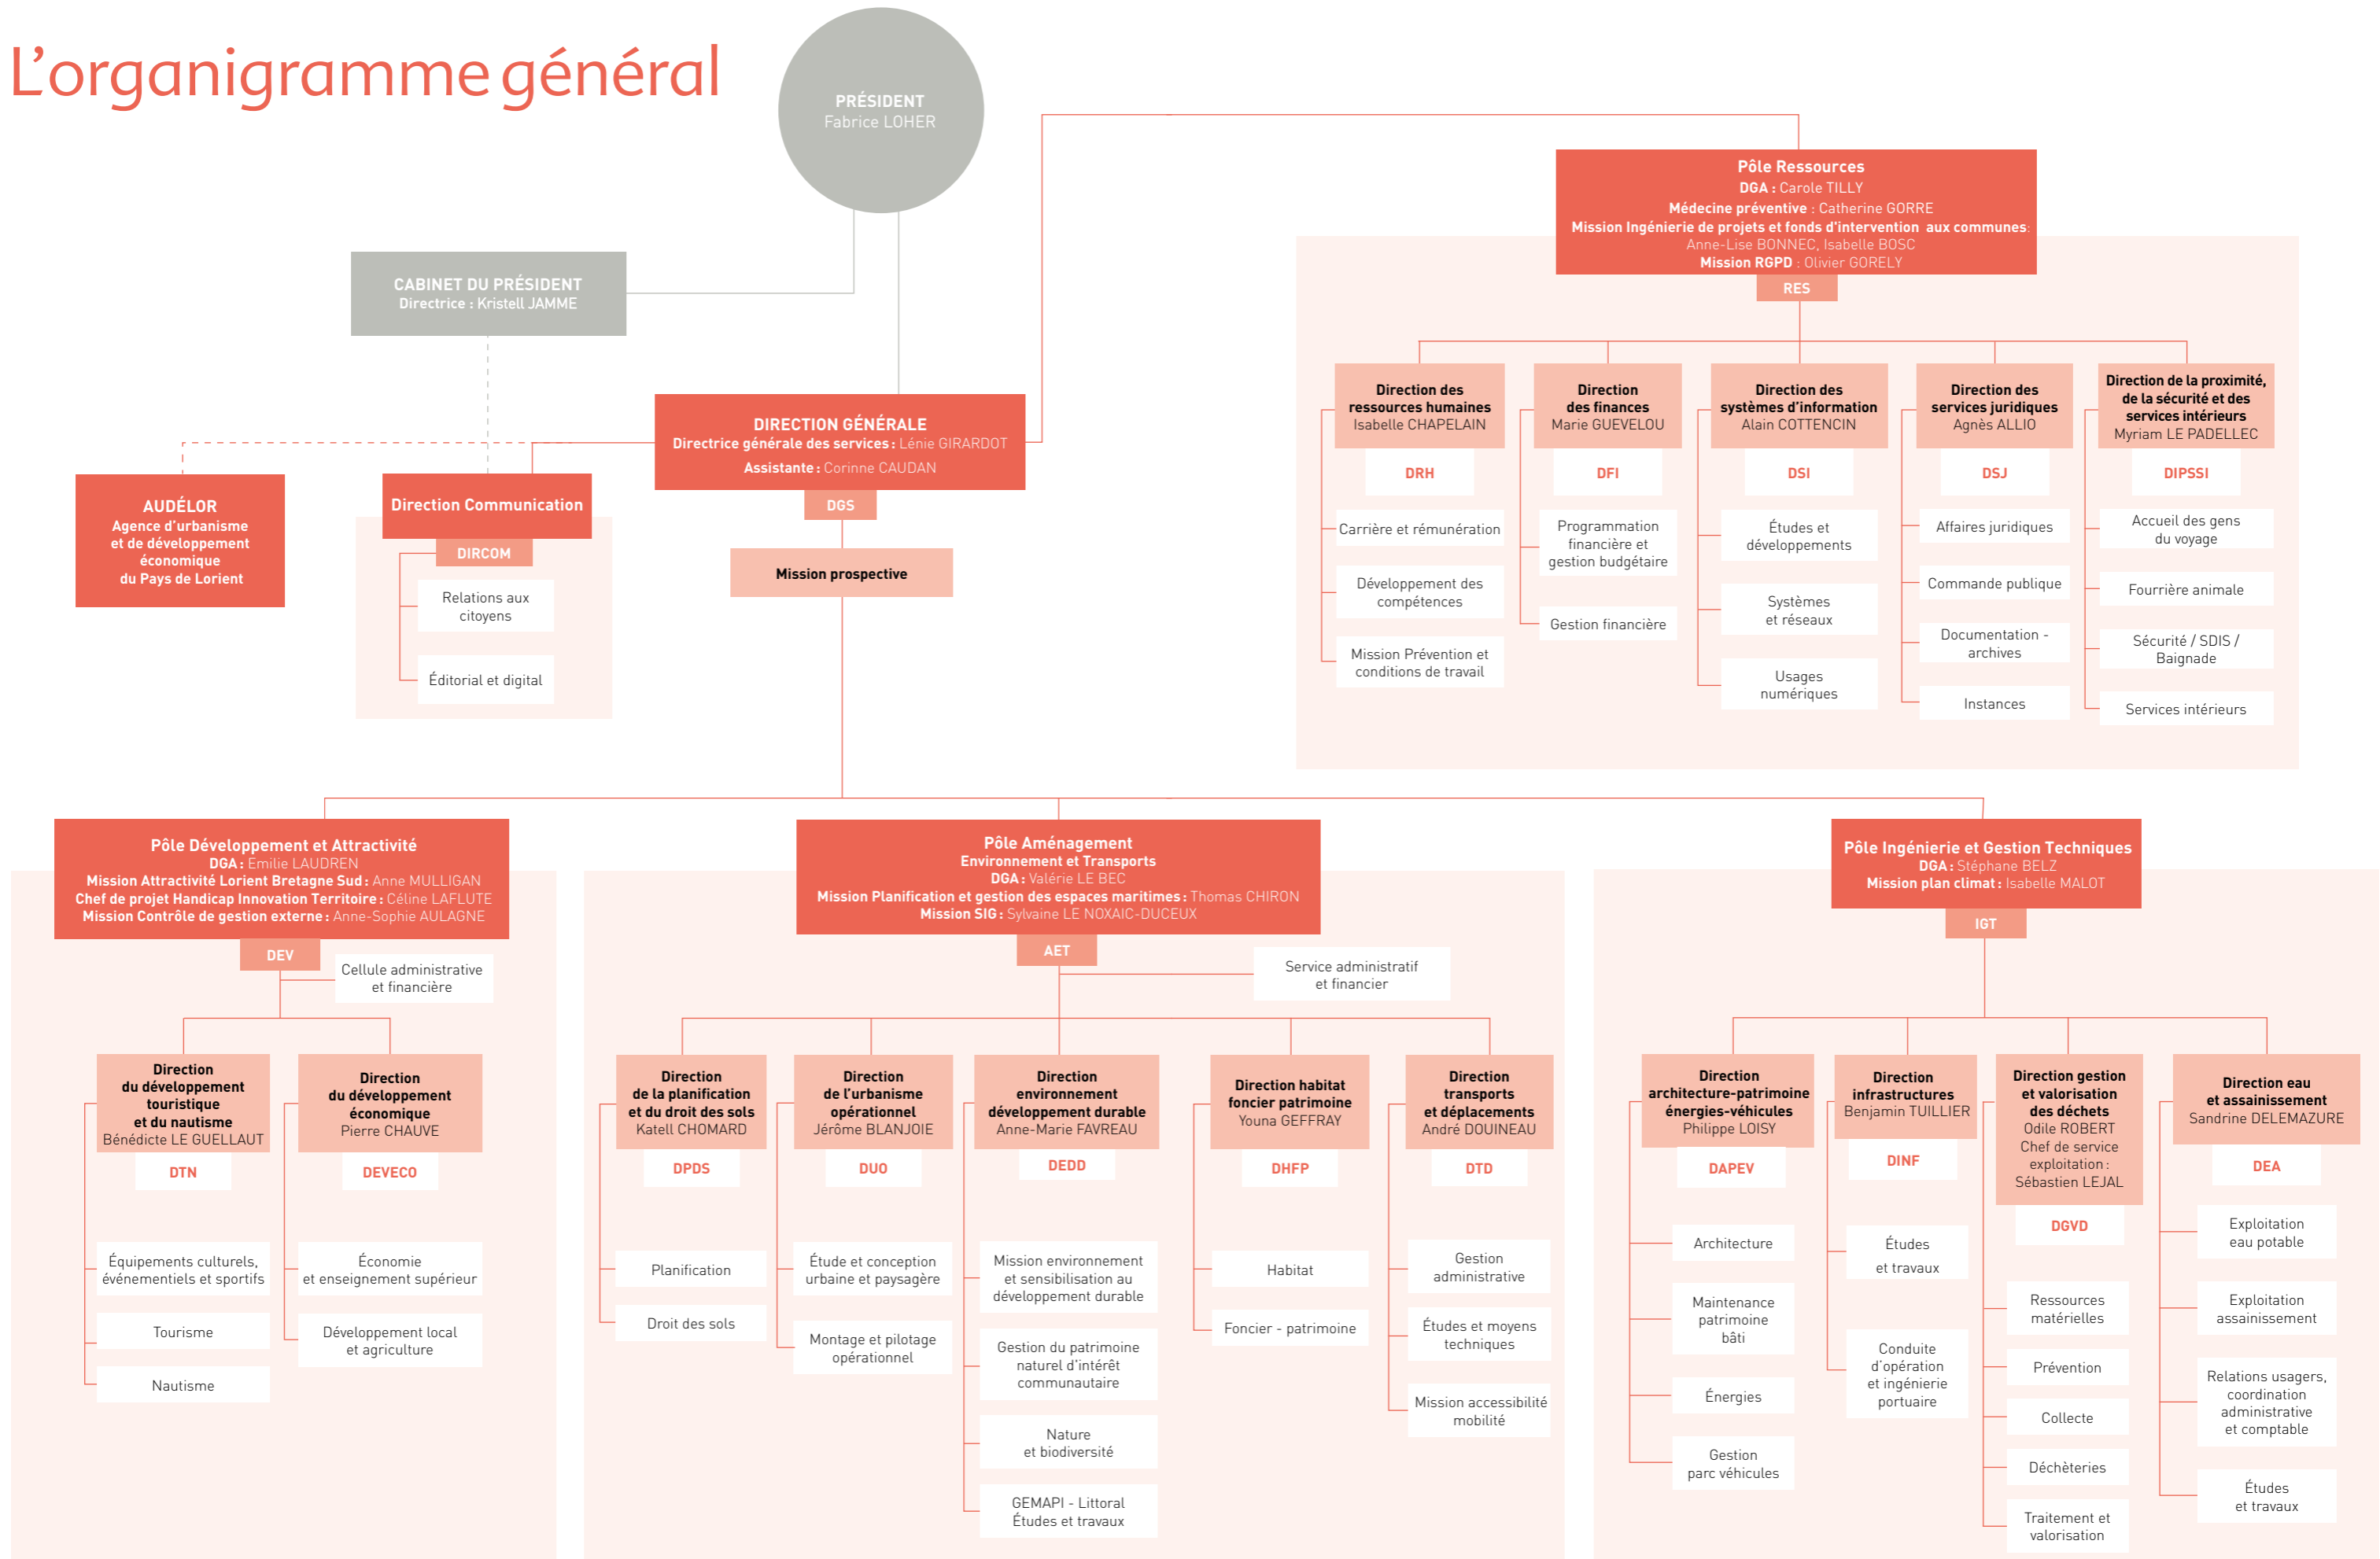 L'organigramme général
PRÉSIDENT
Fabrice LOHER
CABINET DU PRÉSIDENT
Directrice : Kristell JAMME
DIRECTION GÉNÉRALE
Directrice générale des services : Lénie GIRARDOT
Assistante : Corinne CAUDAN
DGS
Mission prospective
AUDÉLOR
Agence d'urbanisme
et de développement
économique
du Pays de Lorient
Direction Communication
DIRCOM
Relations aux
citoyens
Éditorial et digital
Pôle Ressources
DGA : Carole TILLY
Médecine préventive : Catherine GORRE
Mission Ingénierie de projets et fonds d'intervention aux communes:
Anne-Lise BONNEC, Isabelle BOSC
Mission RGPD : Olivier GORELY
RES
Direction des
ressources humaines
Isabelle CHAPELAIN
DRH
Carrière et rémunération
Développement des
compétences
Mission Prévention et
conditions de travail
Direction
des finances
Marie GUEVELOU
DFI
Programmation
financière et
gestion budgétaire
Gestion financière
Direction des
systèmes d'information
Alain COTTENCIN
DSI
Études et
développements
Systèmes
et réseaux
Usages
numériques
Direction des
services juridiques
Agnès ALLIO
DSJ
Affaires juridiques
Commande publique
Documentation -
archives
Instances
Direction de la proximité,
de la sécurité et des
services intérieurs
Myriam LE PADELLEC
DIPSSI
Accueil des gens
du voyage
Fourrière animale
Sécurité / SDIS /
Baignade
Services intérieurs
Pôle Développement et Attractivité
DGA : Emilie LAUDREN
Mission Attractivité Lorient Bretagne Sud : Anne MULLIGAN
Chef de projet Handicap Innovation Territoire : Céline LAFLUTE
Mission Contrôle de gestion externe : Anne-Sophie AULAGNE
DEV
Cellule administrative
et financière
Direction
du développement
touristique
et du nautisme
Bénédicte LE GUELLAUT
DTN
Équipements culturels,
événementiels et sportifs
Tourisme
Nautisme
Direction
du développement
économique
Pierre CHAUVE
DEVECO
Économie
et enseignement supérieur
Développement local
et agriculture
Pôle Aménagement
Environnement et Transports
DGA : Valérie LE BEC
Mission Planification et gestion des espaces maritimes : Thomas CHIRON
Mission SIG : Sylvaine LE NOXAIC-DUCEUX
AET
Service administratif
et financier
Direction
de la planification
et du droit des sols
Katell CHOMARD
DPDS
Planification
Droit des sols
Direction
de l'urbanisme
opérationnel
Jérôme BLANJOIE
DUO
Étude et conception
urbaine et paysagère
Montage et pilotage
opérationnel
Direction
environnement
développement durable
Anne-Marie FAVREAU
DEDD
Mission environnement
et sensibilisation au
développement durable
Gestion du patrimoine
naturel d'intérêt
communautaire
Nature
et biodiversité
GEMAPI - Littoral
Études et travaux
Direction habitat
foncier patrimoine
Youna GEFFRAY
DHFP
Habitat
Foncier - patrimoine
Direction
transports
et déplacements
André DOUINEAU
DTD
Gestion
administrative
Études et moyens
techniques
Mission accessibilité
mobilité
Pôle Ingénierie et Gestion Techniques
DGA : Stéphane BELZ
Mission plan climat : Isabelle MALOT
IGT
Direction
architecture-patrimoine
énergies-véhicules
Philippe LOISY
DAPEV
Architecture
Maintenance
patrimoine
bâti
Énergies
Gestion
parc véhicules
Direction
infrastructures
Benjamin TUILLIER
DINF
Études
et travaux
Conduite
d'opération
et ingénierie
portuaire
Direction gestion
et valorisation
des déchets
Odile ROBERT
Chef de service
exploitation :
Sébastien LEJAL
DGVD
Ressources
matérielles
Prévention
Collecte
Déchèteries
Traitement et
valorisation
Direction eau
et assainissement
Sandrine DELEMAZURE
DEA
Exploitation
eau potable
Exploitation
assainissement
Relations usagers,
coordination
administrative
et comptable
Études
et travaux